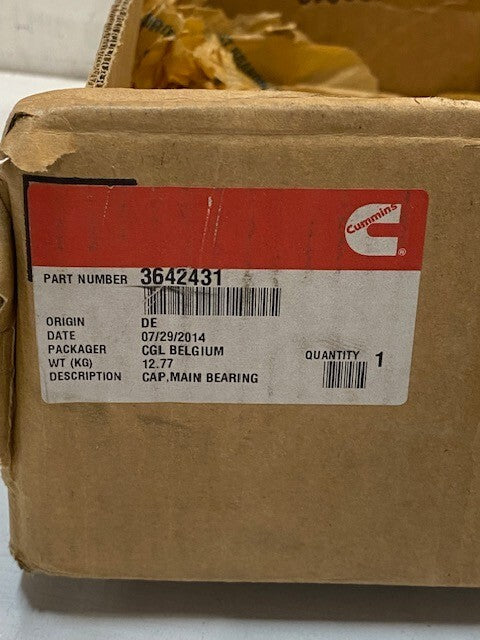 Cummins
®
PART NUMBER 3642431
ORIGIN DE
DATE 07/29/2014
PACKAGER CGL BELGIUM
WT (KG) 12.77
DESCRIPTION CAP,MAIN BEARING
QUANTITY 1